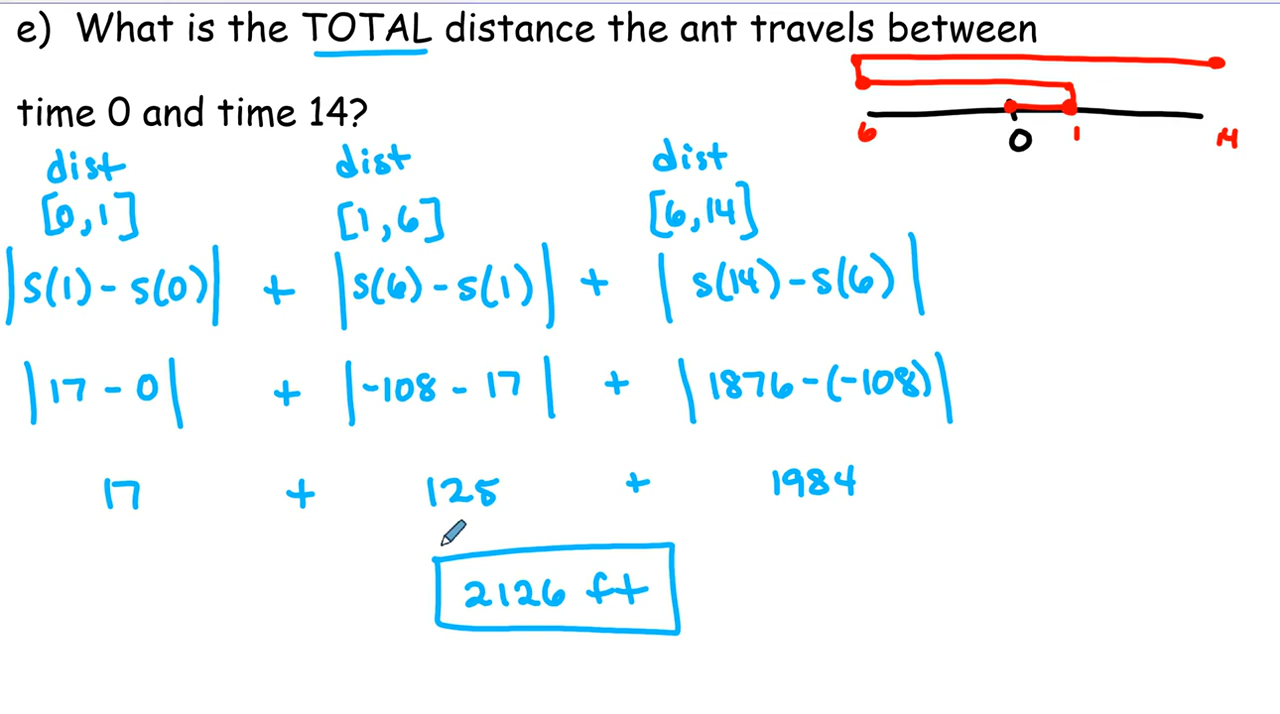 e) What is the TOTAL distance the ant travels between
time 0 and time 14?
6 0 1 14
dist dist dist
[0,1] [1,6] [6,14]
|s(1) - s(0)| + |s(6) - s(1)| + |s(14) - s(6)|
|17 - 0| + |-108 - 17| + |1876 - (-108)|
17 + 125 + 1984
2126 ft